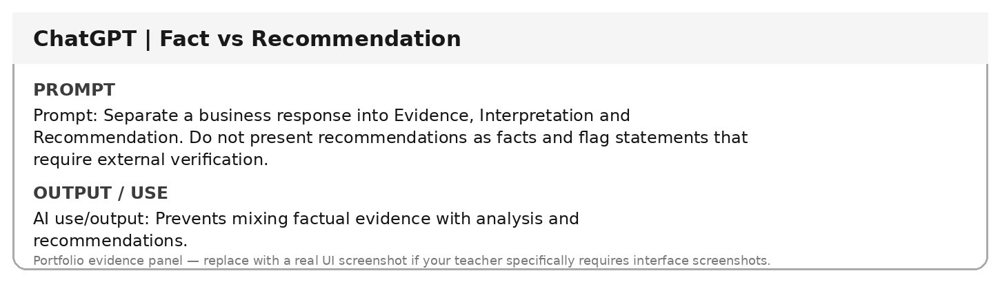 ChatGPT | Fact vs Recommendation
PROMPT
Prompt: Separate a business response into Evidence, Interpretation and
Recommendation. Do not present recommendations as facts and flag statements that
require external verification.
OUTPUT / USE
AI use/output: Prevents mixing factual evidence with analysis and
recommendations.
Portfolio evidence panel — replace with a real UI screenshot if your teacher specifically requires interface screenshots.